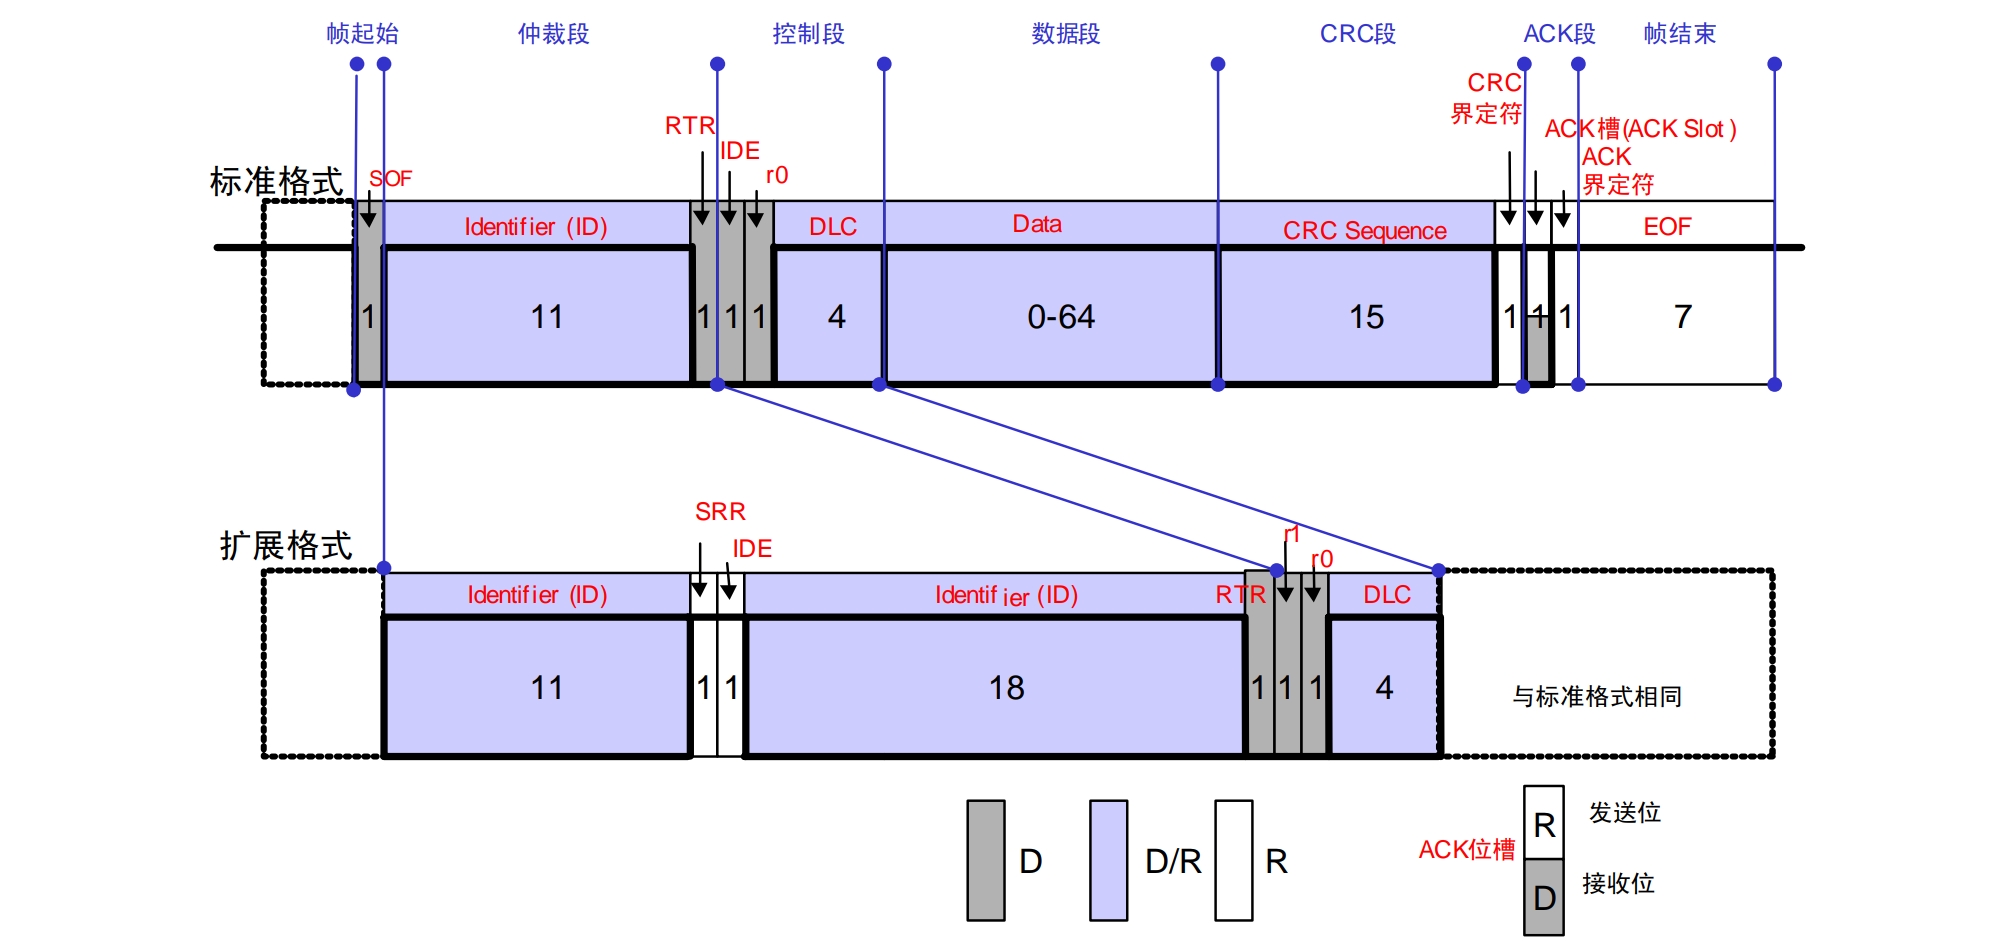 帧起始 仲裁段 控制段 数据段 CRC段 ACK段 帧结束
CRC
界定符
RTR
ACK槽(ACK Slot)
IDE
ACK
界定符
r0
标准格式
SOF
Identifier (ID) DLC Data CRC Sequence EOF
1 11 1 1 1 4 0-64 15 1 1 1 7
SRR
r1
扩展格式
IDE
r0
Identifier (ID) Identifier (ID) RTR DLC
11 1 1 18 1 1 1 4 与标准格式相同
R 发送位
D D/R R
ACK位槽
D 接收位